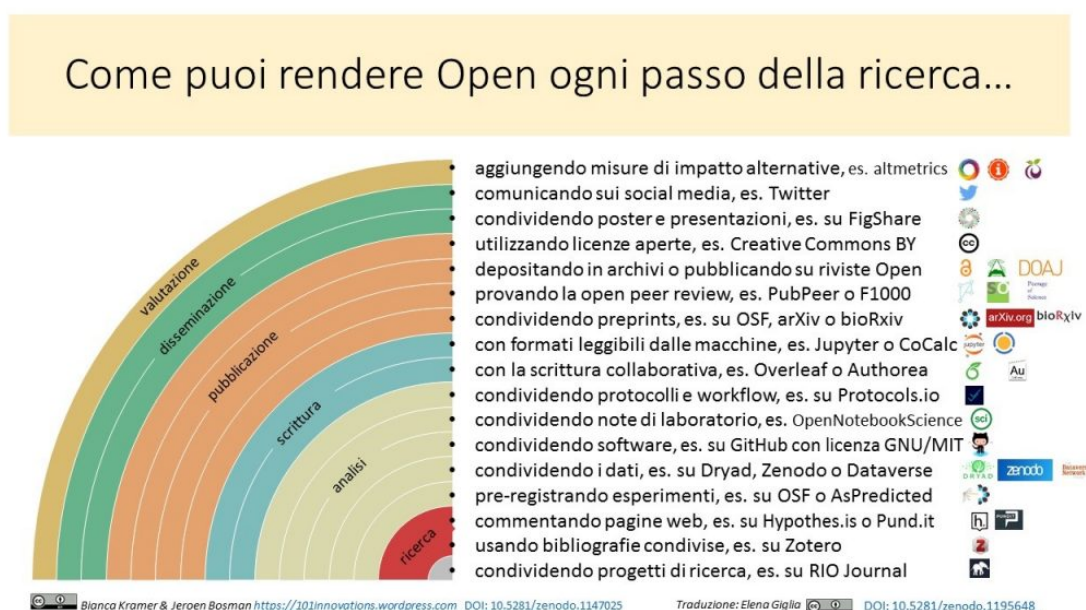 Come puoi rendere Open ogni passo della ricerca...
aggiungendo misure di impatto alternative, es. altmetrics
comunicando sui social media, es. Twitter
condividendo poster e presentazioni, es. su FigShare
utilizzando licenze aperte, es. Creative Commons BY
depositando in archivi o pubblicando su riviste Open DOAJ
provando la open peer review, es. PubPeer o F1000
condividendo preprints, es. su OSF, arXiv o bioRxiv arXiv.org bioRxiv
con formati leggibili dalle macchine, es. Jupyter o CoCalc jupyter
con la scrittura collaborativa, es. Overleaf o Authorea Au
condividendo protocolli e workflow, es. su Protocols.io
condividendo note di laboratorio, es. OpenNotebookScience sci
condividendo software, es. su GitHub con licenza GNU/MIT
condividendo i dati, es. su Dryad, Zenodo o Dataverse DRYAD zenodo
pre-registrando esperimenti, es. su OSF o AsPredicted
commentando pagine web, es. su Hypothes.is o Pund.it h.
usando bibliografie condivise, es. su Zotero Z
condividendo progetti di ricerca, es. su RIO Journal
valutazione
disseminazione
pubblicazione
scrittura
analisi
ricerca
Bianca Kramer & Jeroen Bosman https://101innovations.wordpress.com DOI: 10.5281/zenodo.1147025 Traduzione: Elena Giglia DOI: 10.5281/zenodo.1195648